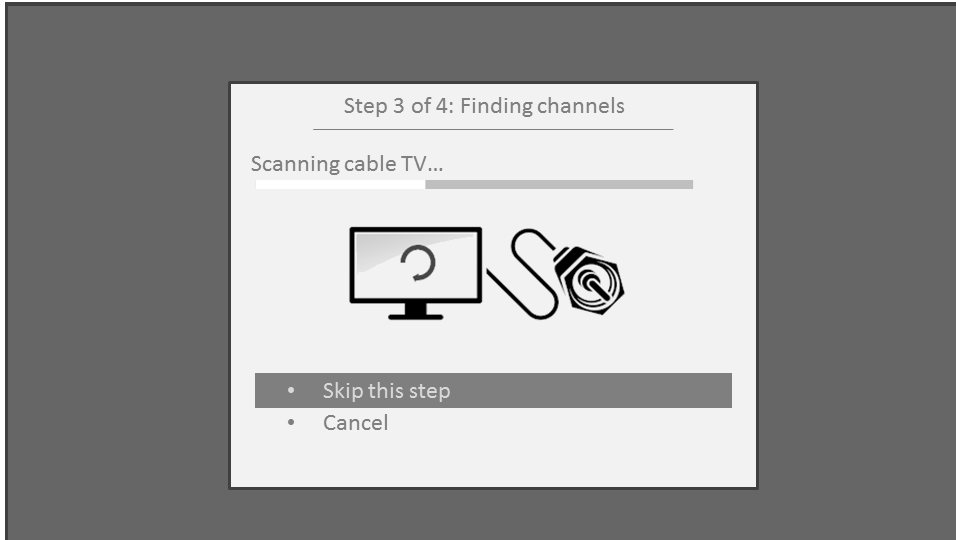 Step 3 of 4: Finding channels
Scanning cable TV…
• Skip this step
• Cancel